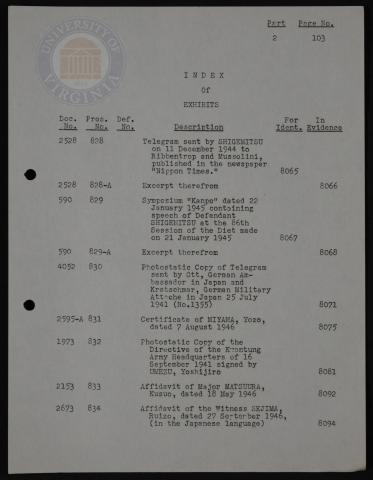 UNIVERSITY OF VIRGINIA
Part Page No.
2 103
INDEX
Of
EXHIBITS
Doc. Pros. Def. For In
No. No. No. Description Ident. Evidence
2528 828 Telegram sent by SHIGEMITSU
on 11 December 1944 to
Ribbentrop and Mussolini,
published in the newspaper
"Nippon Times." 8065
2528 828-A Excerpt therefrom 8066
590 829 Symposium "Kanpo" dated 22
January 1945 containing
speech of Defendant
SHIGEMITSU at the 86th
Session of the Diet made
on 21 January 1945 8067
590 829-A Excerpt therefrom 8068
4052 830 Photostatic Copy of Telegram
sent by Ott, German Am-
bassador in Japan and
Kretschmar, German Military
Attache in Japan 25 July
1941 (No.1355) 8071
2595-A 831 Certificate of MIYAMA, Yozo,
dated 7 August 1946 8075
1973 832 Photostatic Copy of the
Directive of the Kwantung
Army Headquarters of 16
September 1941 signed by
UMEZU, Yoshijiro 8081
2153 833 Affidavit of Major MATSUURA,
Kusuo, dated 18 May 1946 8092
2673 834 Affidavit of the Witness SEJIMA,
Ruizo, dated 27 September 1946,
(in the Japanese language) 8094